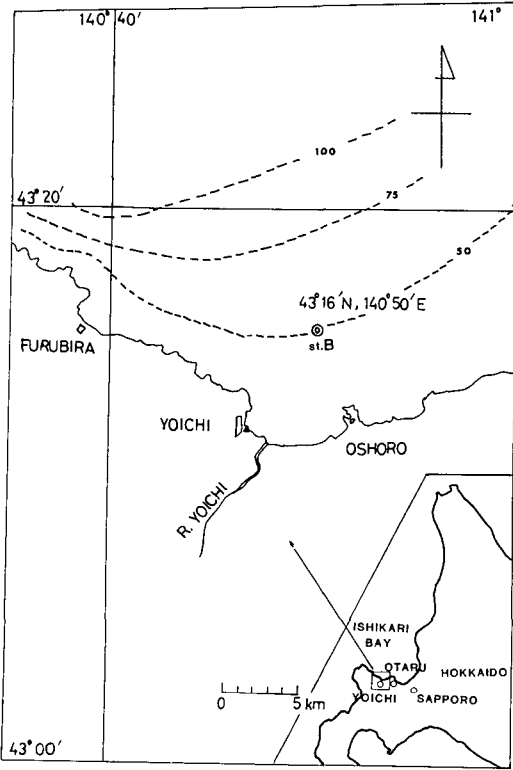 140° 40′
141°
100
43° 20′
75
50
43°16′N, 140°50′E
st.B
FURUBIRA
YOICHI
OSHORO
R. YOICHI
ISHIKARI
BAY
OTARU
HOKKAIDO
YOICHI
SAPPORO
0
5 km
43° 00′